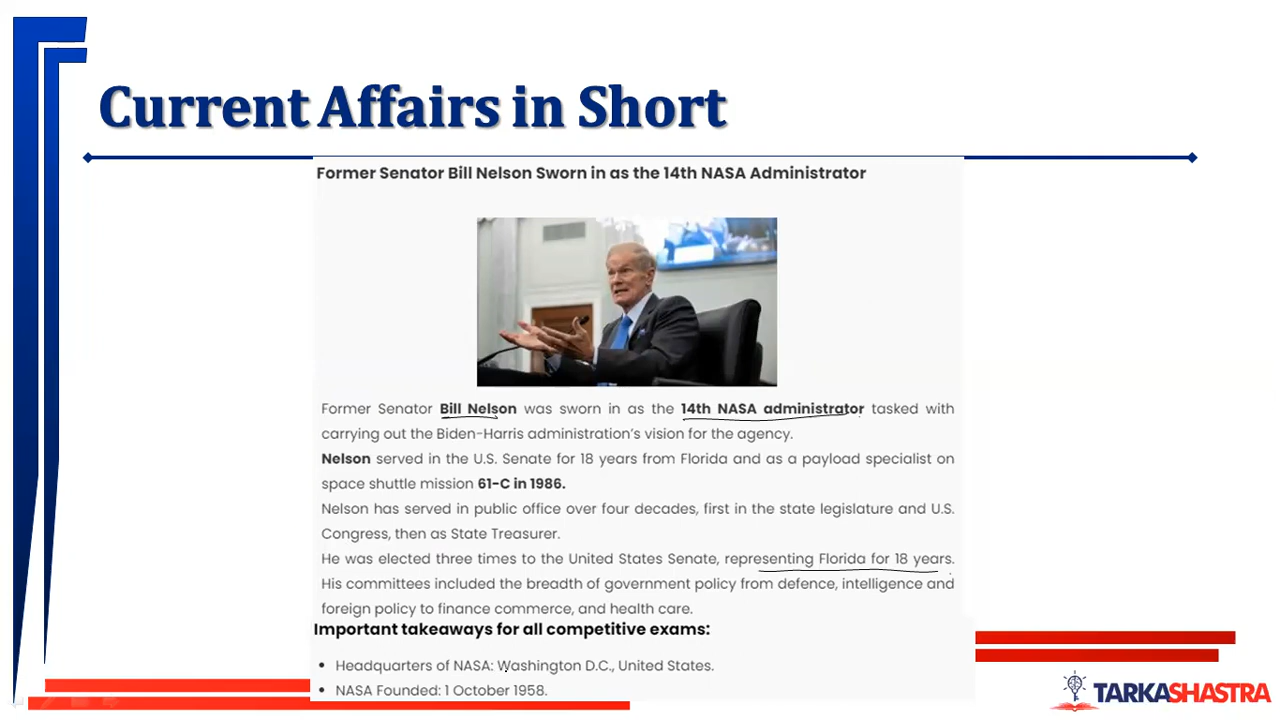 Current Affairs in Short
Former Senator Bill Nelson Sworn in as the 14th NASA Administrator
Former Senator Bill Nelson was sworn in as the 14th NASA administrator tasked with
carrying out the Biden-Harris administration's vision for the agency.
Nelson served in the U.S. Senate for 18 years from Florida and as a payload specialist on
space shuttle mission 61-C in 1986.
Nelson has served in public office over four decades, first in the state legislature and U.S.
Congress, then as State Treasurer.
He was elected three times to the United States Senate, representing Florida for 18 years.
His committees included the breadth of government policy from defence, intelligence and
foreign policy to finance commerce, and health care.
Important takeaways for all competitive exams:
• Headquarters of NASA: Washington D.C., United States.
• NASA Founded: 1 October 1958.
TARKASHASTRA